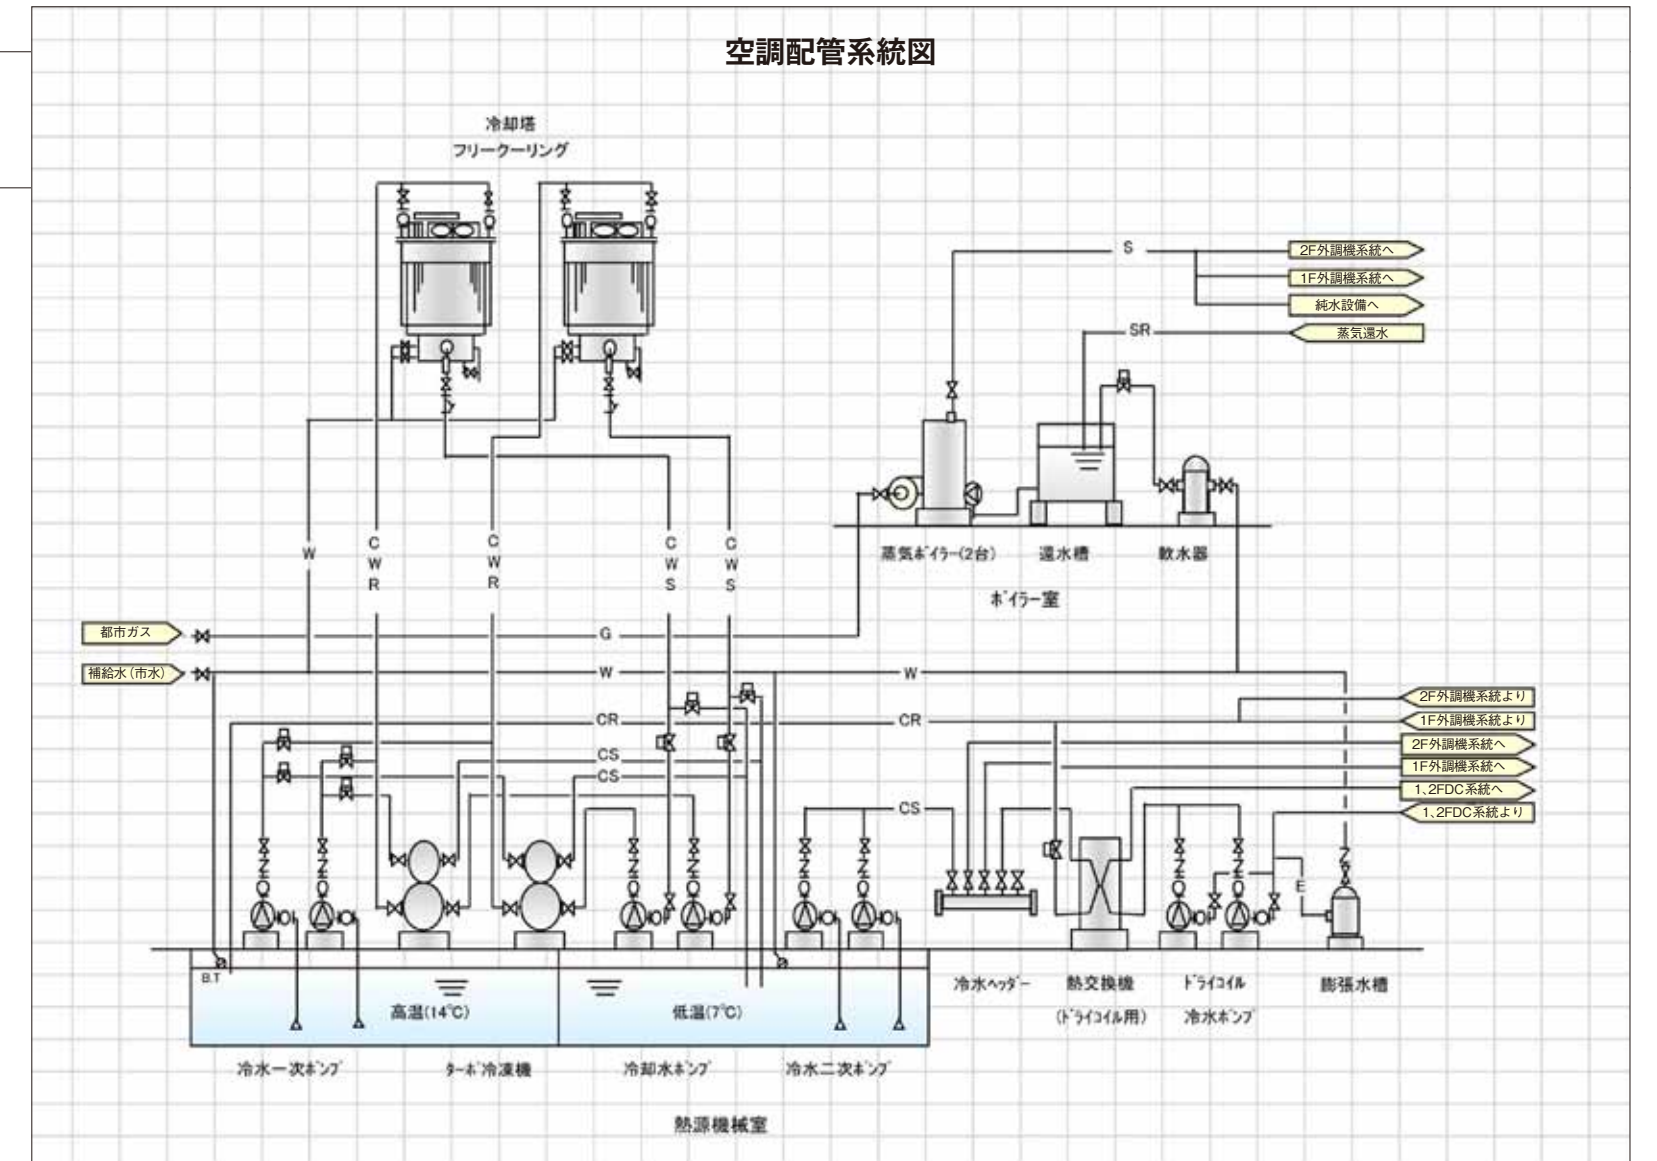 空調配管系統図
冷却塔
フリークーリング
S
2F外調機系統へ
1F外調機系統へ
純水設備へ
SR
蒸気還水
蒸気ボイラー(2台)
還水槽
軟水器
ボイラー室
W
CWR
CWR
CWS
CWS
都市ガス
G
補給水(市水)
W
W
2F外調機系統より
CR
CR
1F外調機系統より
2F外調機系統へ
CS
1F外調機系統へ
CS
1、2FDC系統へ
CS
1、2FDC系統より
E
B.T
高温(14℃)
低温(7℃)
冷水ヘッダー
熱交換機
(ドライコイル用)
ドライコイル
冷水ポンプ
膨張水槽
冷水一次ポンプ
ターボ冷凍機
冷却水ポンプ
冷水二次ポンプ
熱源機械室